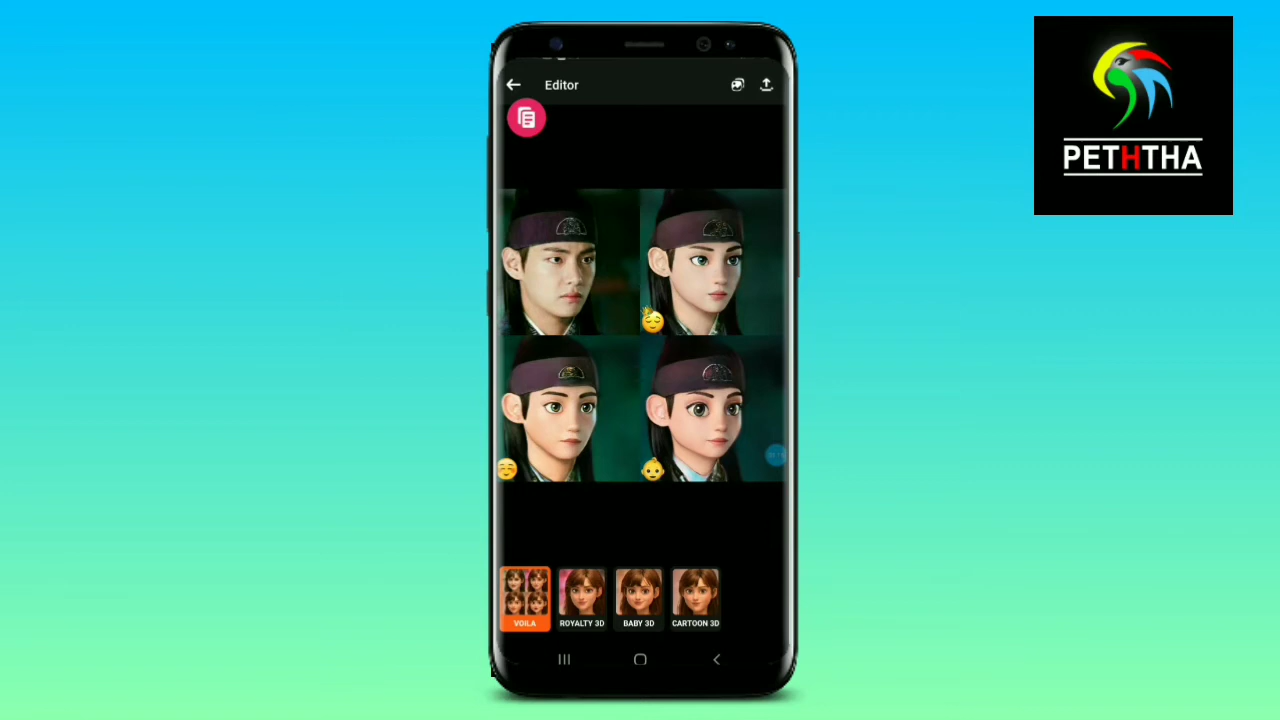 Editor
PETHTHA
VOILA
ROYALTY 3D
BABY 3D
CARTOON 3D